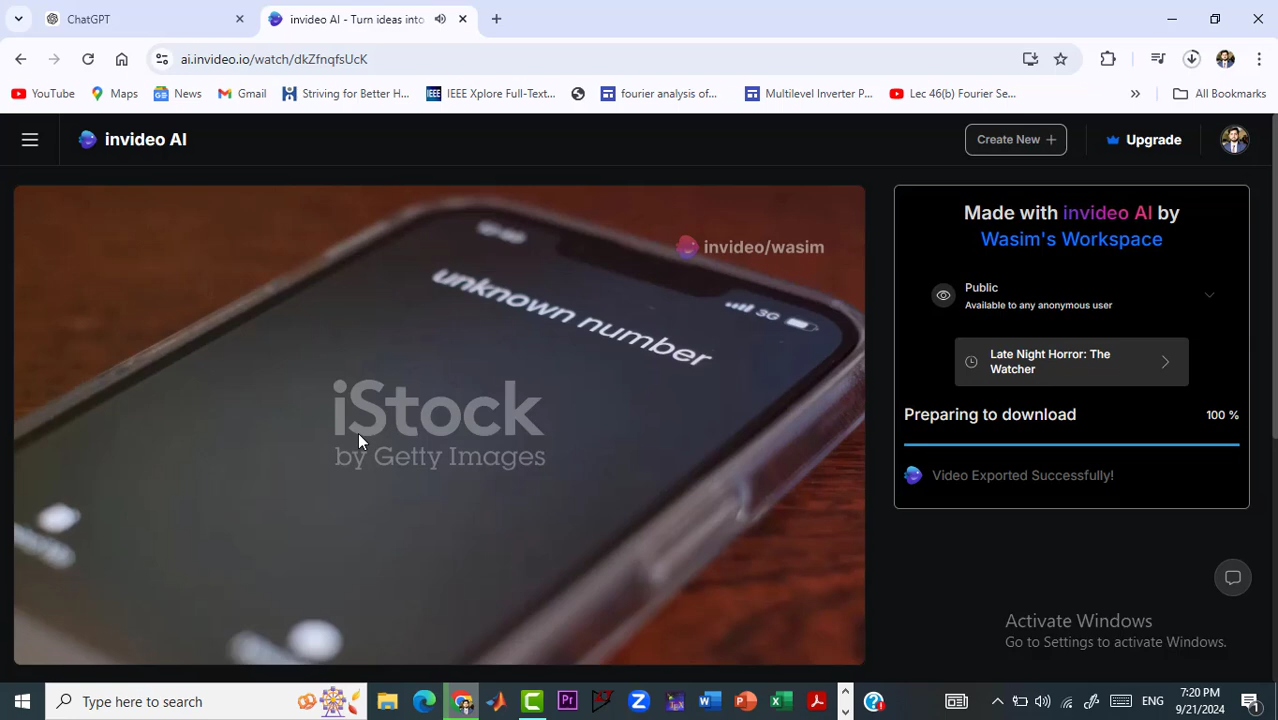 ChatGPT
invideo AI - Turn ideas into
ai.invideo.io/watch/dkZfnqfsUcK
YouTube
Maps
News
Gmail
Striving for Better H...
IEEE
IEEE Xplore Full-Text...
fourier analysis of...
Multilevel Inverter P...
Lec 46(b) Fourier Se...
»
All Bookmarks
invideo AI
Create New +
Upgrade
invideo/wasim
unknown number
3G
iStock
by Getty Images
Made with invideo AI by
Wasim's Workspace
Public
Available to any anonymous user
Late Night Horror: The
Watcher
Preparing to download 100 %
Video Exported Successfully!
Activate Windows
Go to Settings to activate Windows.
Type here to search
ENG
7:20 PM
9/21/2024
1